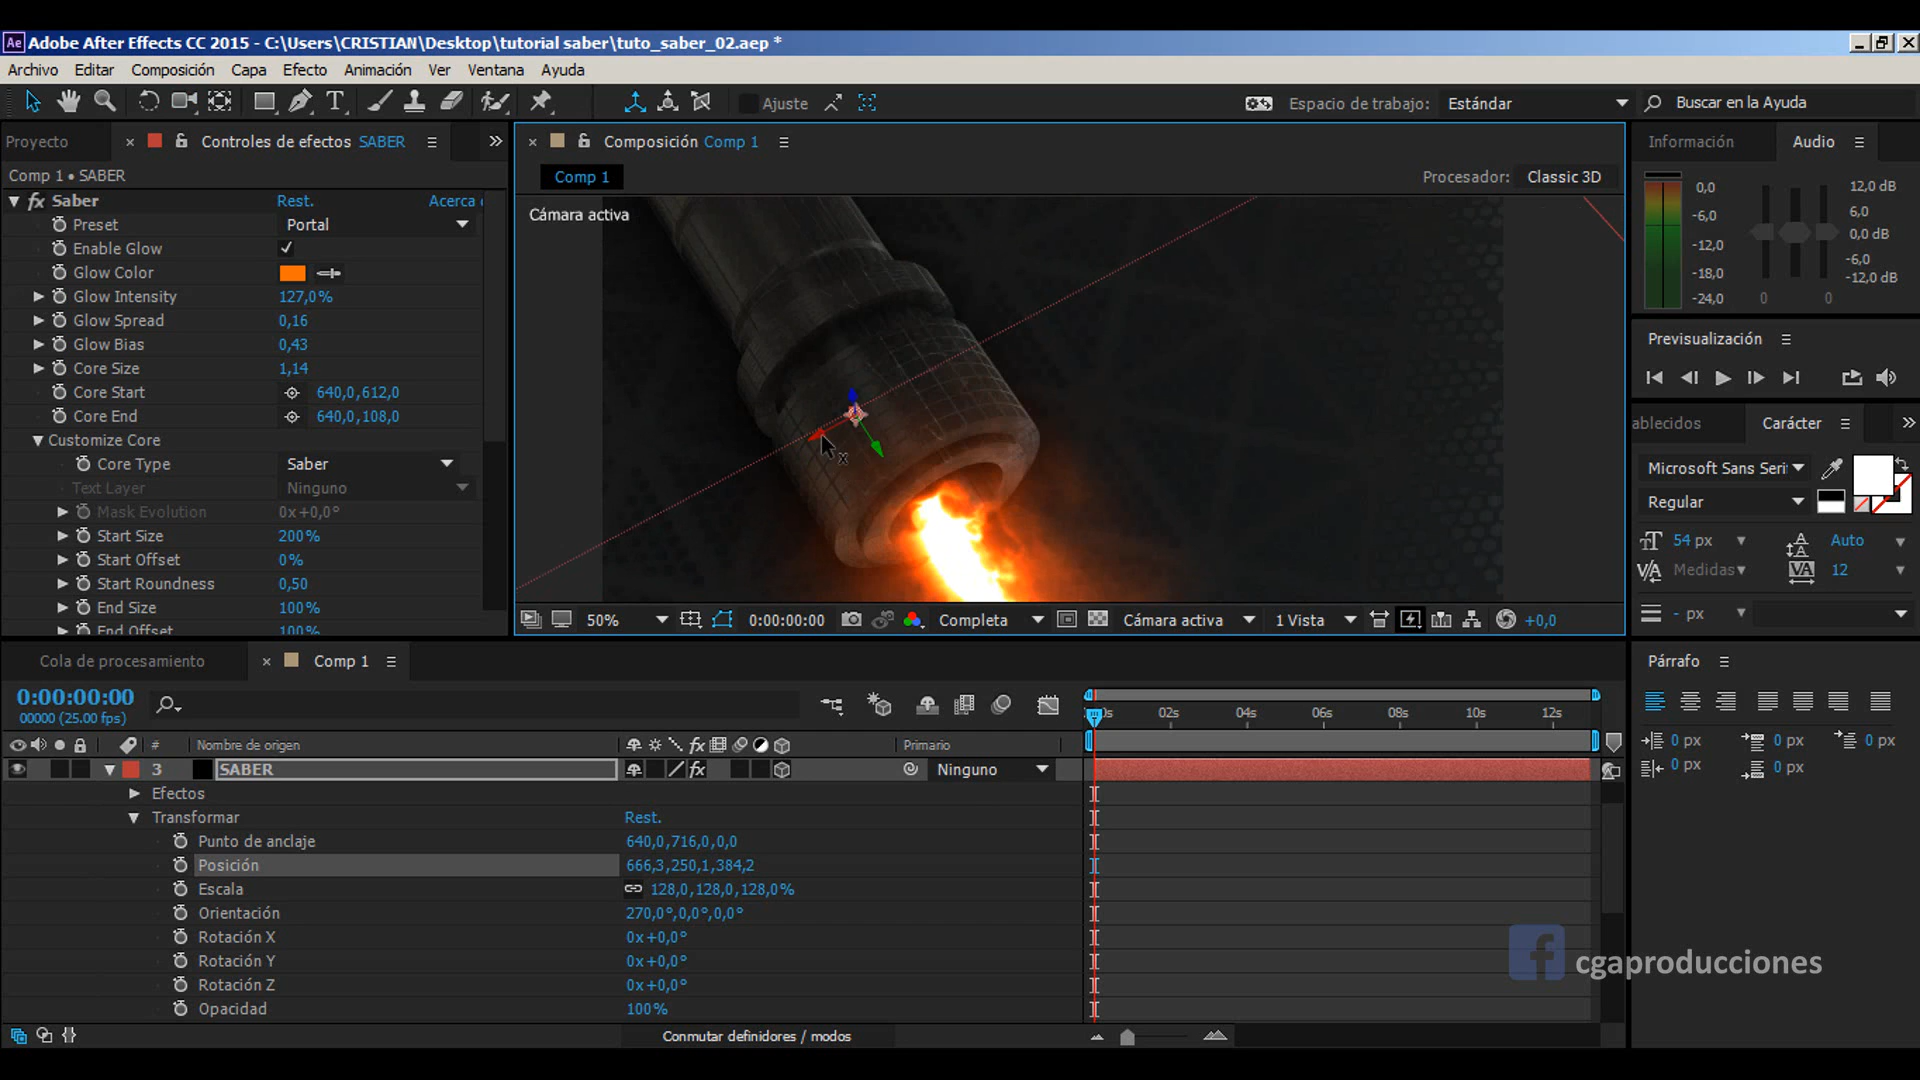 Ae Adobe After Effects CC 2015 - C:\Users\CRISTIAN\Desktop\tutorial saber\tuto_saber_02.aep *
Archivo Editar Composición Capa Efecto Animación Ver Ventana Ayuda
Ajuste Espacio de trabajo: Estándar Buscar en la Ayuda
Proyecto Controles de efectos SABER
Comp 1 • SABER
fx Saber Rest. Acerca
Preset Portal
Enable Glow
Glow Color
Glow Intensity 127,0%
Glow Spread 0,16
Glow Bias 0,43
Core Size 1,14
Core Start 640,0,612,0
Core End 640,0,108,0
Customize Core
Core Type Saber
Text Layer Ninguno
Mask Evolution 0x+0,0°
Start Size 200%
Start Offset 0%
Start Roundness 0,50
End Size 100%
End Offset 100%
Composición Comp 1
Comp 1 Procesador: Classic 3D
Cámara activa
x
50% 0:00:00:00 Completa Cámara activa 1 Vista +0,0
Información Audio
0,0
-6,0
-12,0
-18,0
-24,0
0 0
12,0 dB
6,0
0,0 dB
-6,0
-12,0 dB
Previsualización
ablecidos Carácter
Microsoft Sans Seri
Regular
54 px Auto
Medidas 12
- px
Párrafo
0 px 0 px 0 px
0 px 0 px
Cola de procesamiento Comp 1
0:00:00:00
00000 (25.00 fps)
0s 02s 04s 06s 08s 10s 12s
# Nombre de origen fx Primario
3 SABER fx Ninguno
Efectos
Transformar Rest.
Punto de anclaje 640,0,716,0,0,0
Posición 666,3,250,1,384,2
Escala 128,0,128,0,128,0%
Orientación 270,0°,0,0°,0,0°
Rotación X 0x+0,0°
Rotación Y 0x+0,0°
Rotación Z 0x+0,0°
Opacidad 100%
Conmutar definidores / modos
f cgaproducciones